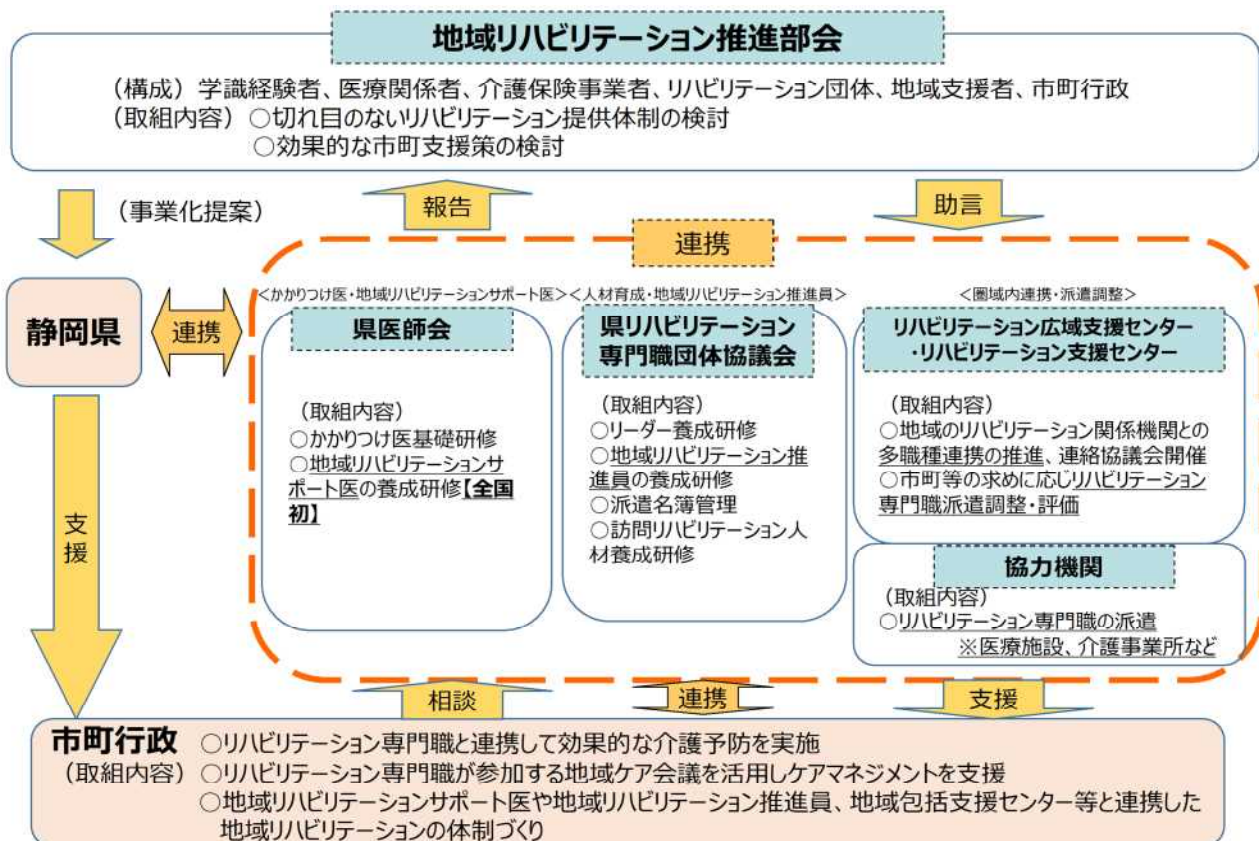 地域リハビリテーション推進部会
（構成）学識経験者、医療関係者、介護保険事業者、リハビリテーション団体、地域支援者、市町行政
（取組内容）○切れ目のないリハビリテーション提供体制の検討
○効果的な市町支援策の検討
（事業化提案）
報告
助言
連携
静岡県
連携
<かかりつけ医・地域リハビリテーションサポート医>
県医師会
（取組内容）
○かかりつけ医基礎研修
○地域リハビリテーションサ
ポート医の養成研修【全国
初】
<人材育成・地域リハビリテーション推進員>
県リハビリテーション
専門職団体協議会
（取組内容）
○リーダー養成研修
○地域リハビリテーション推
進員の養成研修
○派遣名簿管理
○訪問リハビリテーション人
材養成研修
<圏域内連携・派遣調整>
リハビリテーション広域支援センター
・リハビリテーション支援センター
（取組内容）
○地域のリハビリテーション関係機関との
多職種連携の推進、連絡協議会開催
○市町等の求めに応じリハビリテーション
専門職派遣調整・評価
協力機関
（取組内容）
○リハビリテーション専門職の派遣
※医療施設、介護事業所など
支援
相談
連携
支援
市町行政 ○リハビリテーション専門職と連携して効果的な介護予防を実施
（取組内容）○リハビリテーション専門職が参加する地域ケア会議を活用しケアマネジメントを支援
○地域リハビリテーションサポート医や地域リハビリテーション推進員、地域包括支援センター等と連携した
地域リハビリテーションの体制づくり